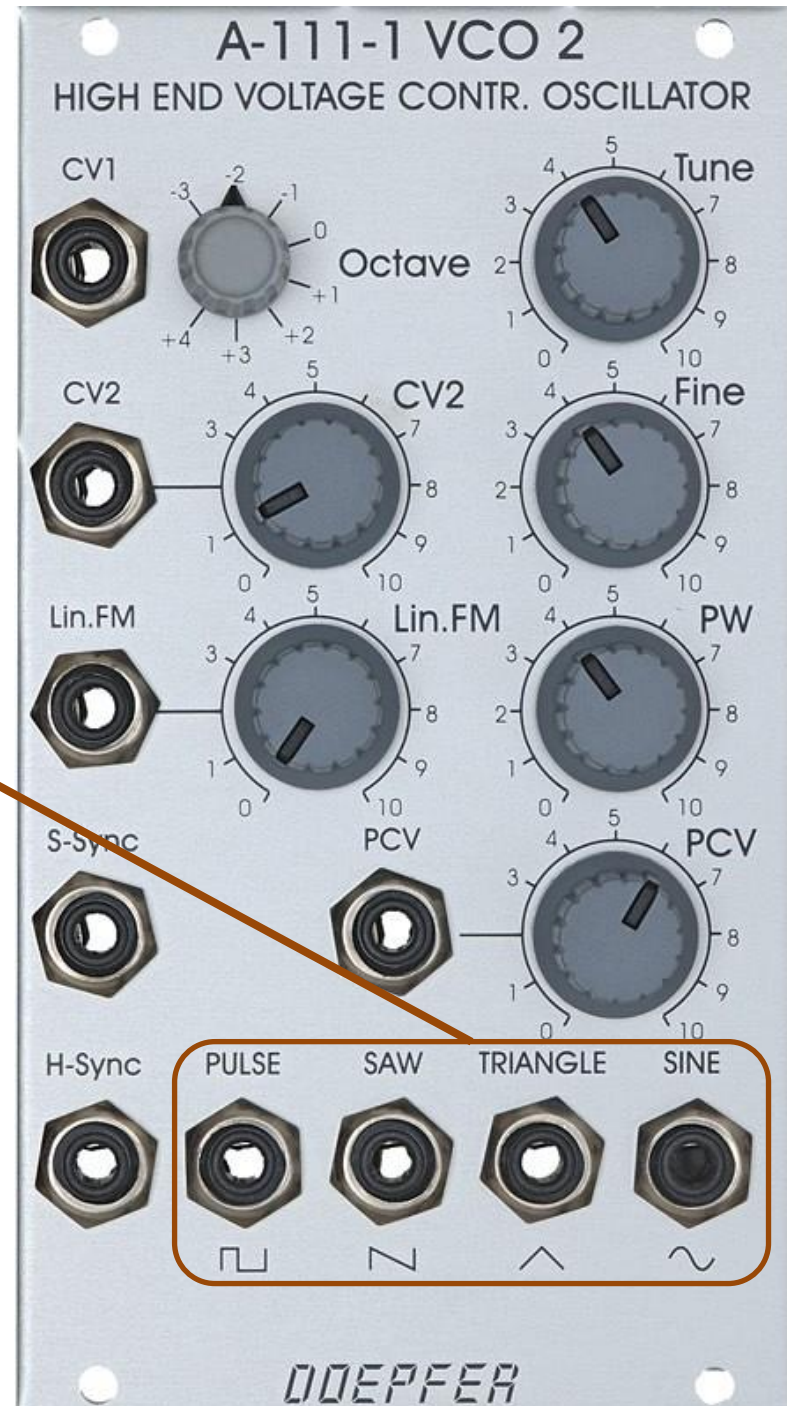 A-111-1 VCO 2
HIGH END VOLTAGE CONTR. OSCILLATOR
CV1
-3 -2 -1 0 +1 +2 +3 +4
Octave
Tune
0 1 2 3 4 5 7 8 9 10
CV2
CV2
0 1 3 4 5 7 8 9 10
Fine
0 1 2 3 4 5 7 8 9 10
Lin.FM
Lin.FM
0 1 3 4 5 7 8 9 10
PW
0 1 2 3 4 5 7 8 9 10
S-Sync
PCV
PCV
0 1 3 4 5 7 8 9 10
H-Sync
PULSE
SAW
TRIANGLE
SINE
DOEPFER